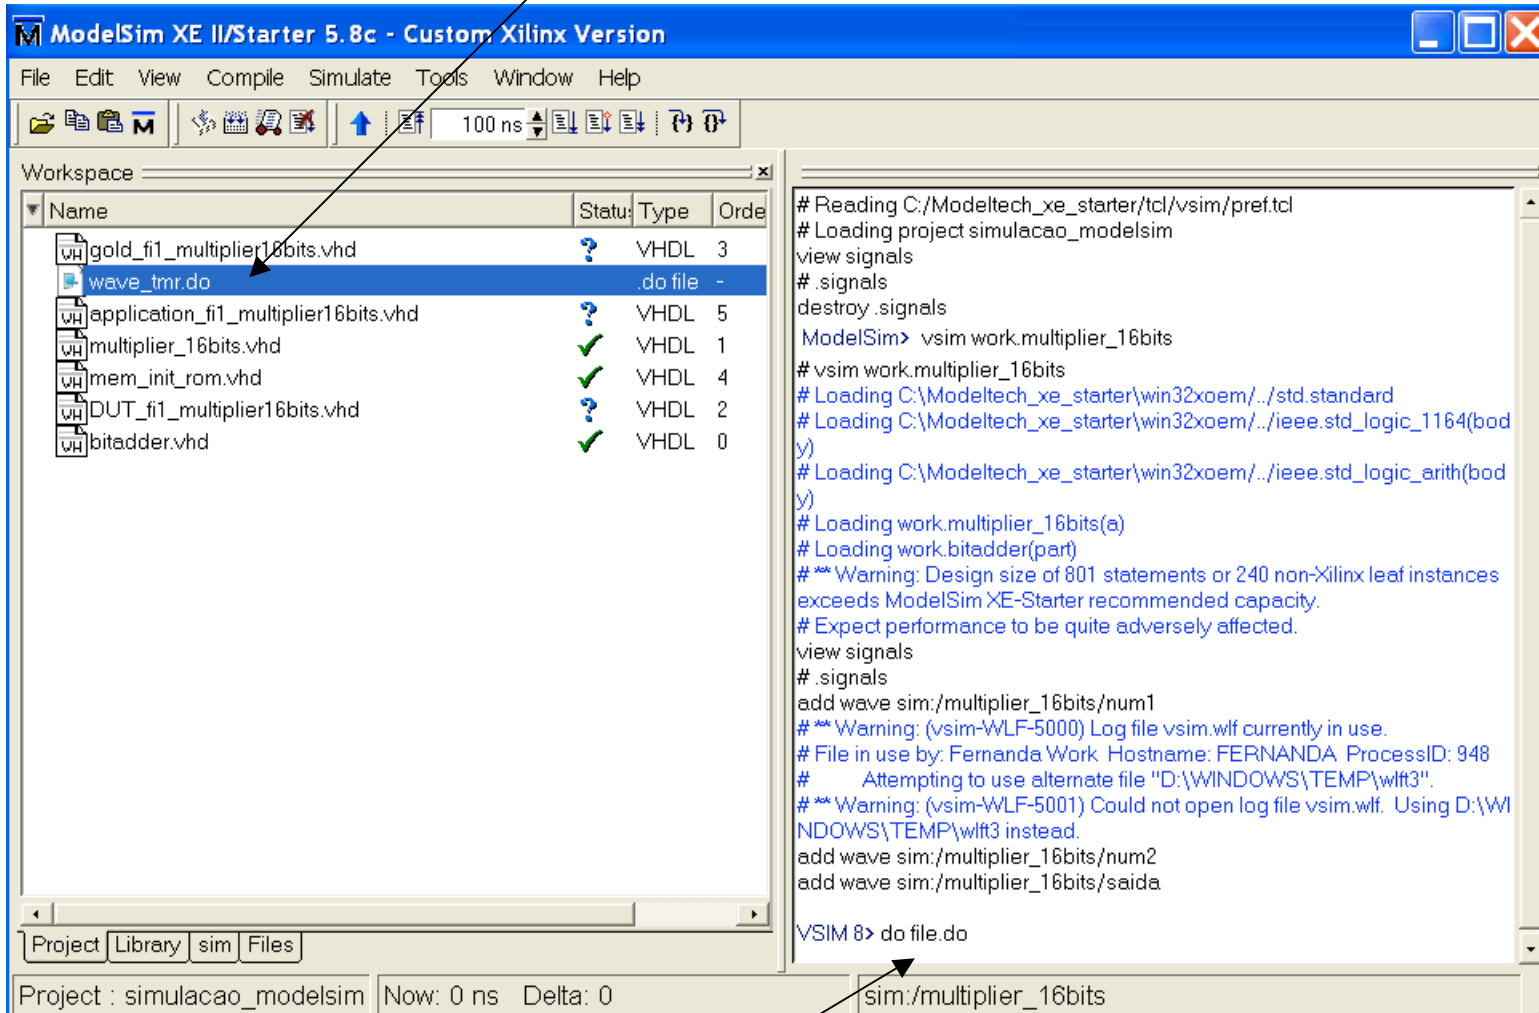 ModelSim XE II/Starter 5.8c - Custom Xilinx Version
File Edit View Compile Simulate Tools Window Help
100 ns
Workspace
Name Statu Type Orde
gold_fi1_multiplier16bits.vhd ? VHDL 3
wave_tmr.do .do file -
application_fi1_multiplier16bits.vhd ? VHDL 5
multiplier_16bits.vhd VHDL 1
mem_init_rom.vhd VHDL 4
DUT_fi1_multiplier16bits.vhd ? VHDL 2
bitadder.vhd VHDL 0
Project Library sim Files
# Reading C:/Modeltech_xe_starter/tcl/vsim/pref.tcl
# Loading project simulacao_modelsim
view signals
# .signals
destroy .signals
ModelSim> vsim work.multiplier_16bits
# vsim work.multiplier_16bits
# Loading C:\Modeltech_xe_starter\win32xoem/../std.standard
# Loading C:\Modeltech_xe_starter\win32xoem/../ieee.std_logic_1164(bod
y)
# Loading C:\Modeltech_xe_starter\win32xoem/../ieee.std_logic_arith(bod
y)
# Loading work.multiplier_16bits(a)
# Loading work.bitadder(part)
# ** Warning: Design size of 801 statements or 240 non-Xilinx leaf instances
exceeds ModelSim XE-Starter recommended capacity.
# Expect performance to be quite adversely affected.
view signals
# .signals
add wave sim:/multiplier_16bits/num1
# ** Warning: (vsim-WLF-5000) Log file vsim.wlf currently in use.
# File in use by: Fernanda Work Hostname: FERNANDA ProcessID: 948
# Attempting to use alternate file "D:\WINDOWS\TEMP\wlft3".
# ** Warning: (vsim-WLF-5001) Could not open log file vsim.wlf. Using D:\WI
NDOWS\TEMP\wlft3 instead.
add wave sim:/multiplier_16bits/num2
add wave sim:/multiplier_16bits/saida
VSIM 8> do file.do
Project : simulacao_modelsim Now: 0 ns Delta: 0 sim:/multiplier_16bits